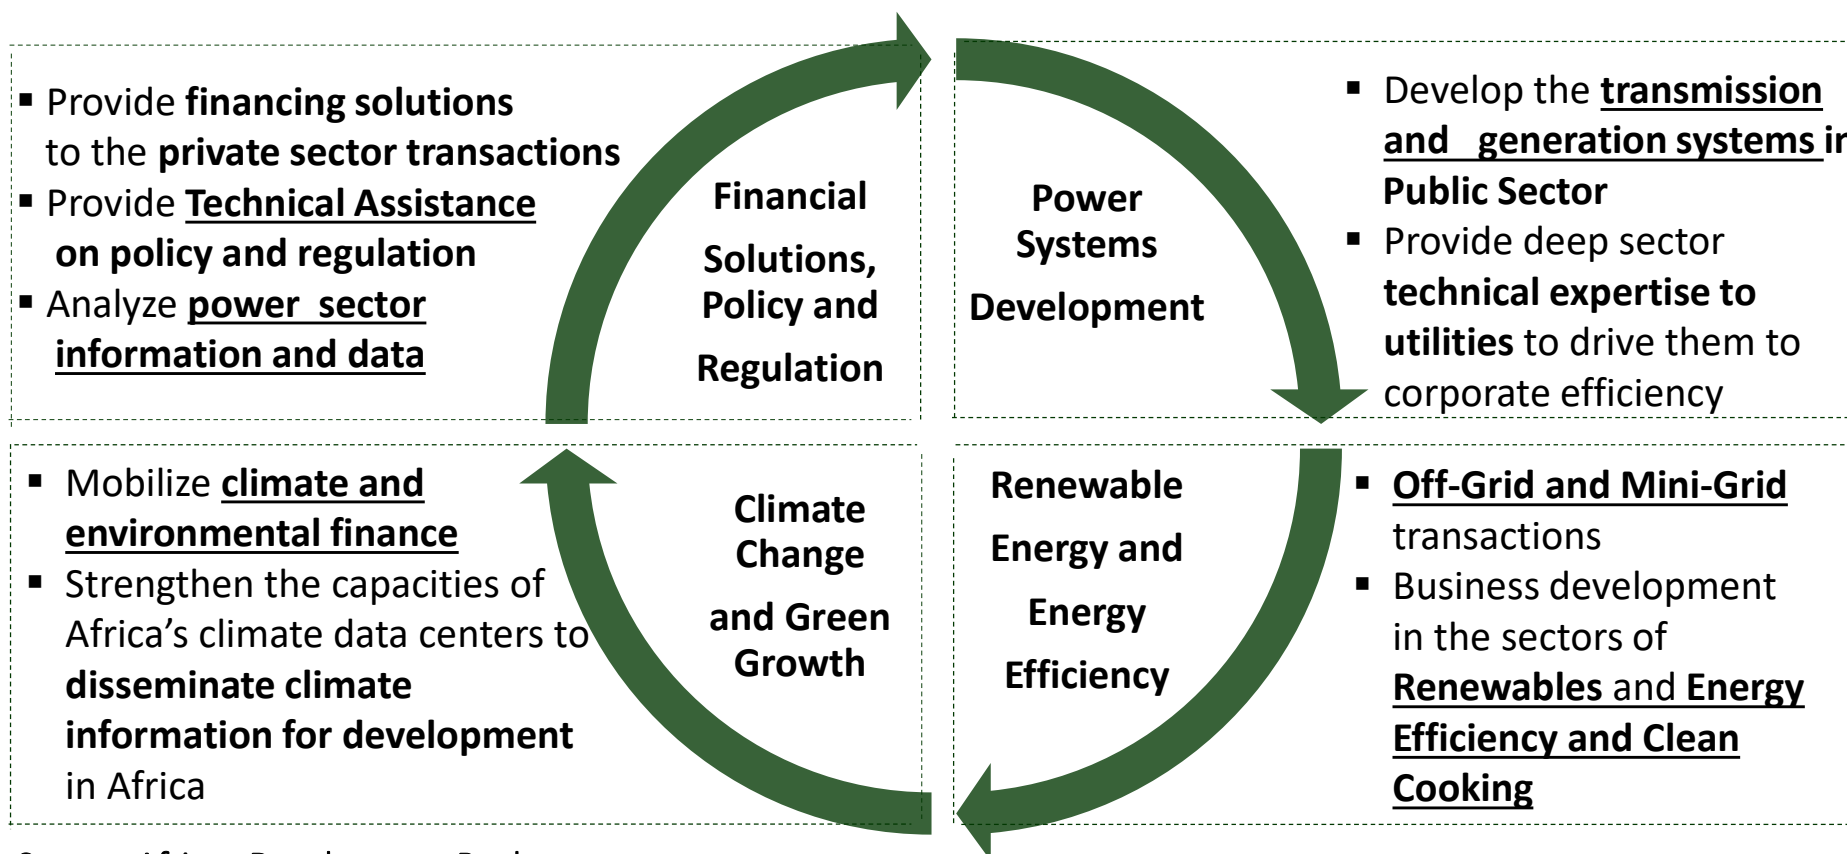 ▪ Provide financing solutions
to the private sector transactions
▪ Provide Technical Assistance
on policy and regulation
▪ Analyze power sector
information and data
Financial
Solutions,
Policy and
Regulation
Power
Systems
Development
▪ Develop the transmission
and generation systems in
Public Sector
▪ Provide deep sector
technical expertise to
utilities to drive them to
corporate efficiency
▪ Mobilize climate and
environmental finance
▪ Strengthen the capacities of
Africa’s climate data centers to
disseminate climate
information for development
in Africa
Climate
Change
and Green
Growth
Renewable
Energy and
Energy
Efficiency
▪ Off-Grid and Mini-Grid
transactions
▪ Business development
in the sectors of
Renewables and Energy
Efficiency and Clean
Cooking